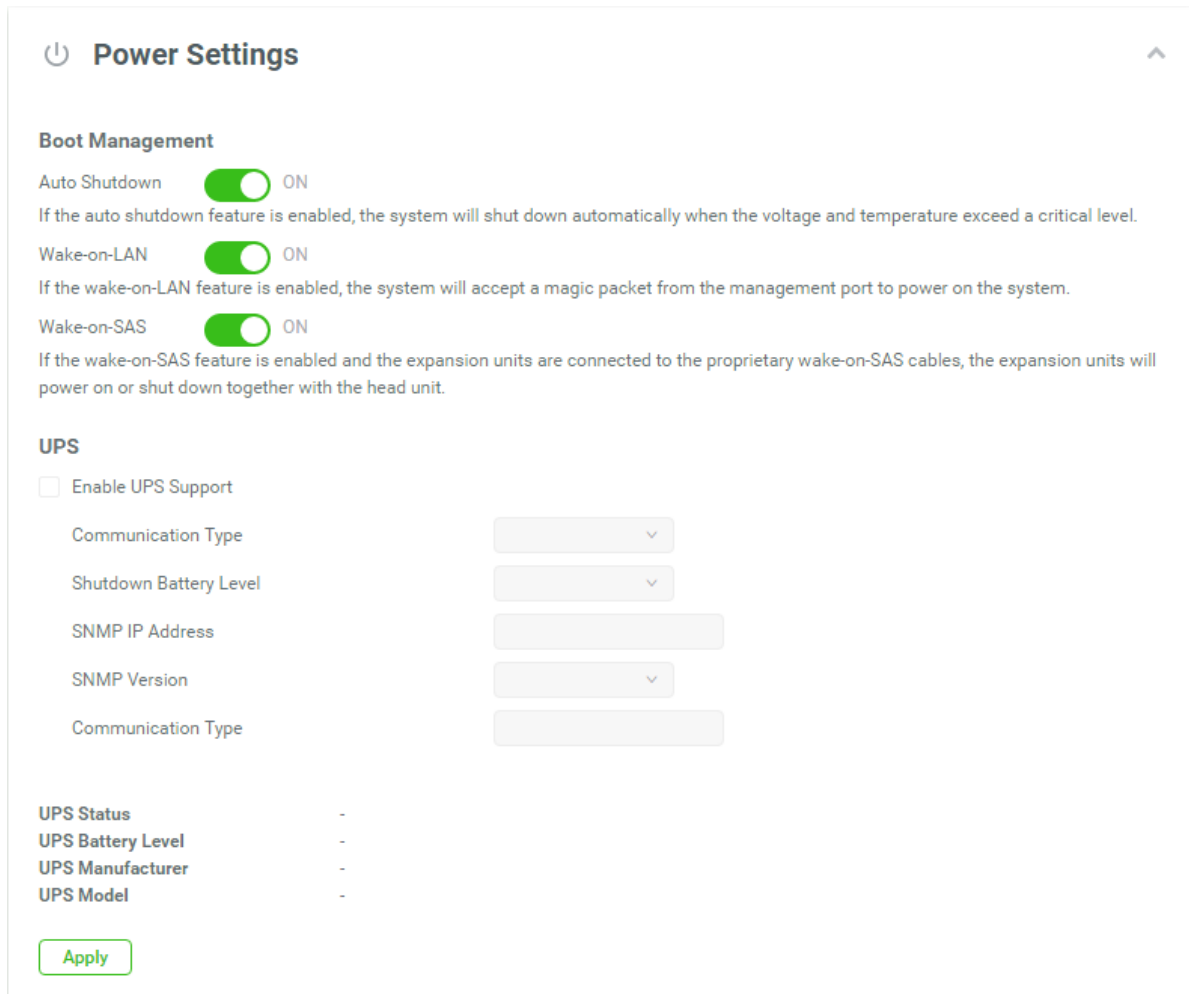 Power Settings
Boot Management
Auto Shutdown ON
If the auto shutdown feature is enabled, the system will shut down automatically when the voltage and temperature exceed a critical level.
Wake-on-LAN ON
If the wake-on-LAN feature is enabled, the system will accept a magic packet from the management port to power on the system.
Wake-on-SAS ON
If the wake-on-SAS feature is enabled and the expansion units are connected to the proprietary wake-on-SAS cables, the expansion units will
power on or shut down together with the head unit.
UPS
Enable UPS Support
Communication Type
Shutdown Battery Level
SNMP IP Address
SNMP Version
Communication Type
UPS Status -
UPS Battery Level -
UPS Manufacturer -
UPS Model -
Apply